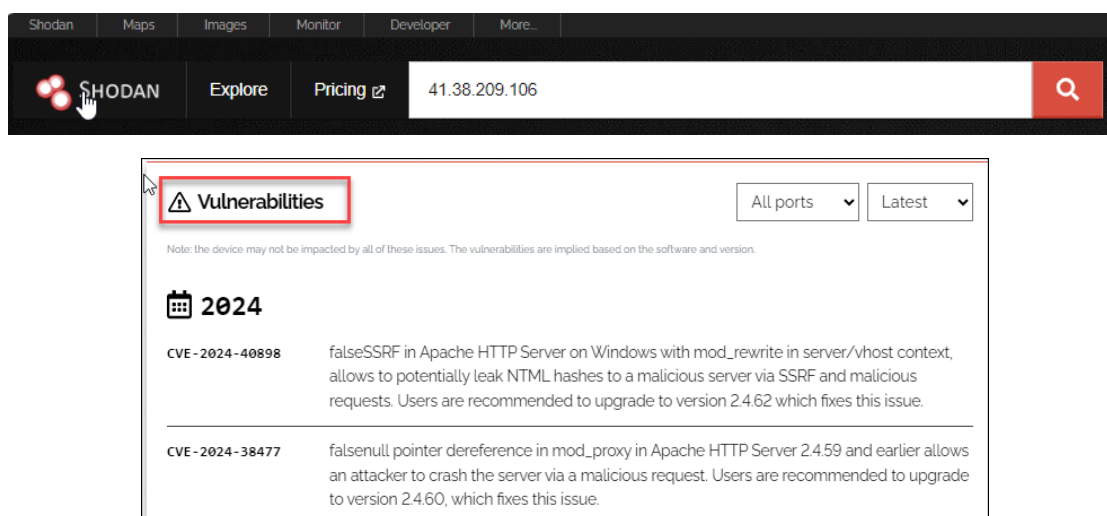 Shodan Maps Images Monitor Developer More...
SHODAN Explore Pricing 41.38.209.106
Vulnerabilities All ports Latest
Note: the device may not be impacted by all of these issues. The vulnerabilities are implied based on the software and version.
2024
CVE-2024-40898 falseSSRF in Apache HTTP Server on Windows with mod_rewrite in server/vhost context,
allows to potentially leak NTML hashes to a malicious server via SSRF and malicious
requests. Users are recommended to upgrade to version 2.4.62 which fixes this issue.
CVE-2024-38477 falsenull pointer dereference in mod_proxy in Apache HTTP Server 2.4.59 and earlier allows
an attacker to crash the server via a malicious request. Users are recommended to upgrade
to version 2.4.60, which fixes this issue.